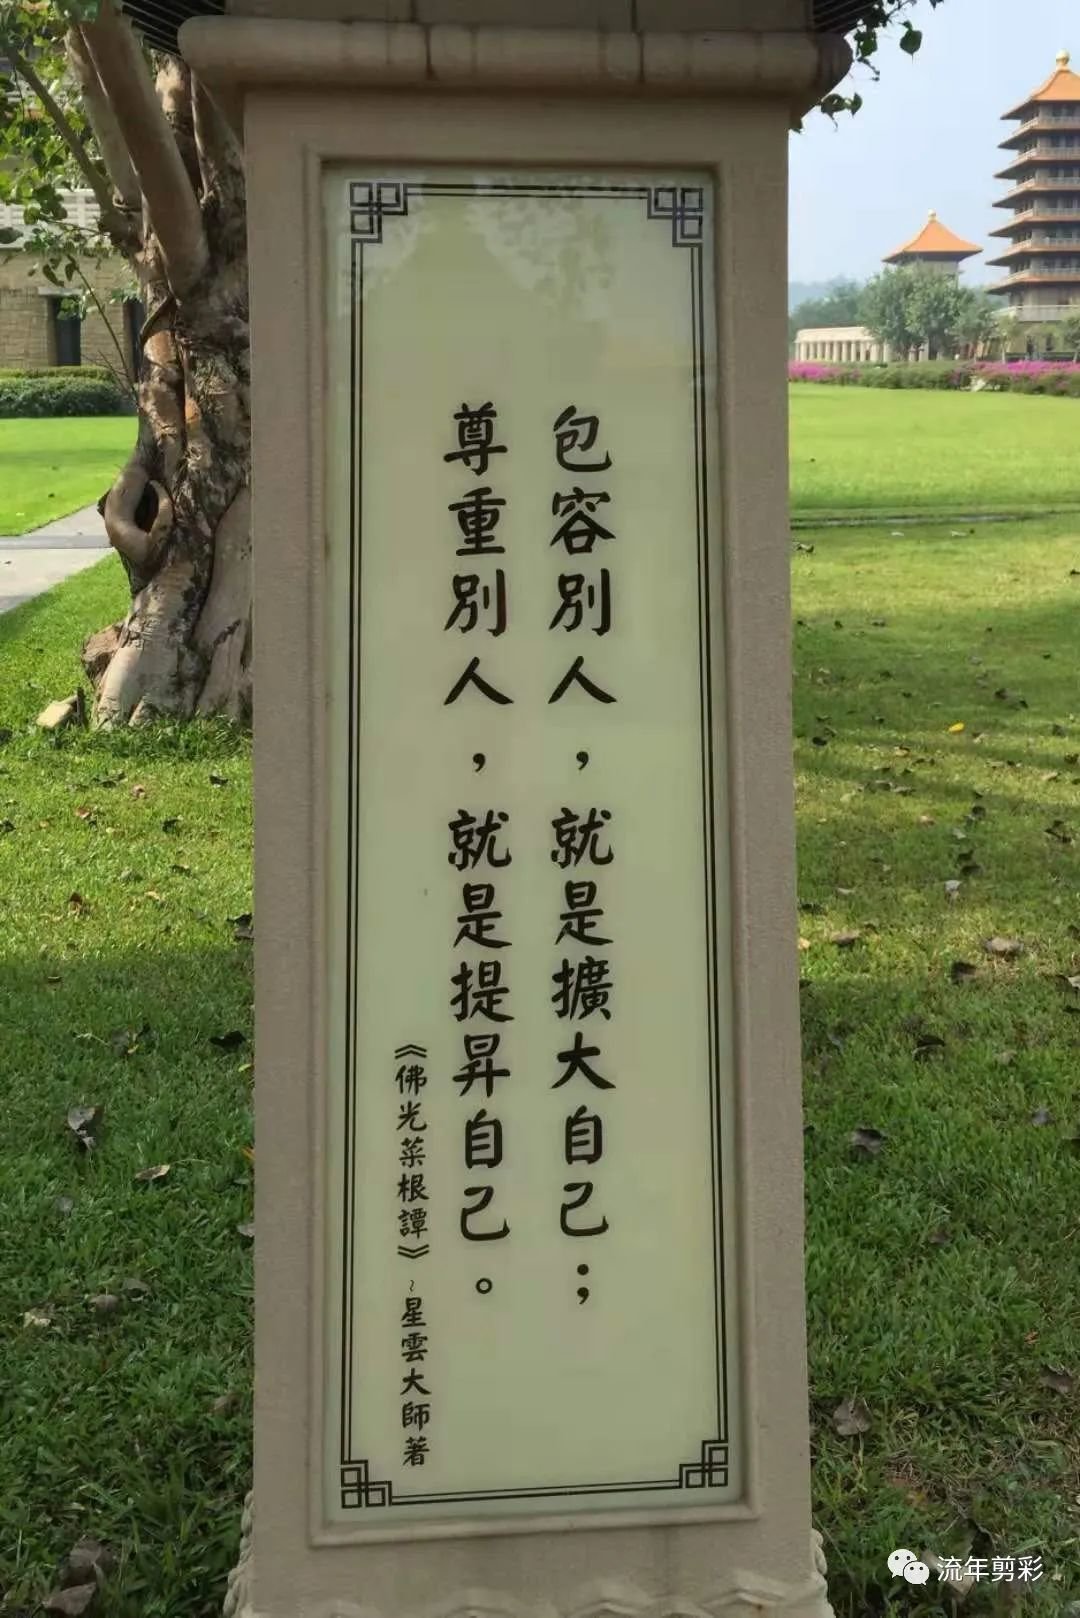 包容別人，就是擴大自己；
尊重別人，就是提昇自己。
《佛光菜根譚》~星雲大師著
流年剪彩